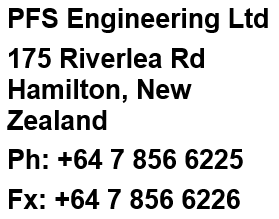 PFS Engineering Ltd
175 Riverlea Rd
Hamilton, New
Zealand
Ph: +64 7 856 6225
Fx: +64 7 856 6226